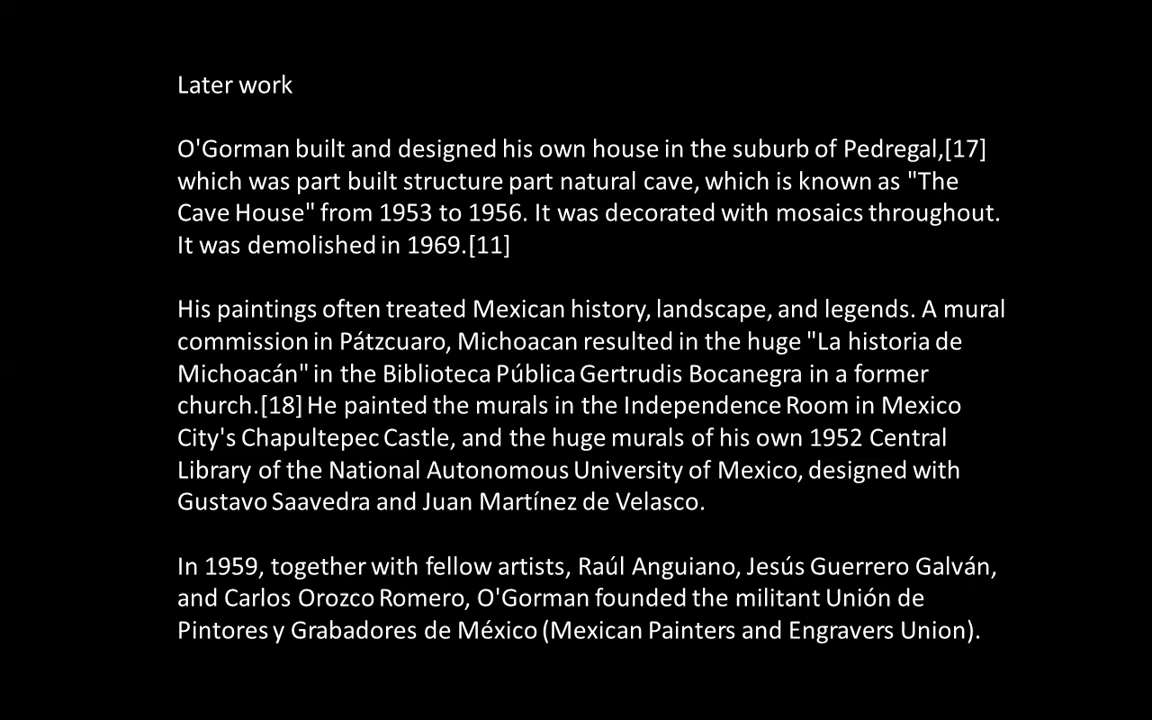 Later work
O'Gorman built and designed his own house in the suburb of Pedregal,[17]
which was part built structure part natural cave, which is known as "The
Cave House" from 1953 to 1956. It was decorated with mosaics throughout.
It was demolished in 1969.[11]
His paintings often treated Mexican history, landscape, and legends. A mural
commission in Pátzcuaro, Michoacan resulted in the huge "La historia de
Michoacán" in the Biblioteca Pública Gertrudis Bocanegra in a former
church.[18] He painted the murals in the Independence Room in Mexico
City's Chapultepec Castle, and the huge murals of his own 1952 Central
Library of the National Autonomous University of Mexico, designed with
Gustavo Saavedra and Juan Martínez de Velasco.
In 1959, together with fellow artists, Raúl Anguiano, Jesús Guerrero Galván,
and Carlos Orozco Romero, O'Gorman founded the militant Unión de
Pintores y Grabadores de México (Mexican Painters and Engravers Union).